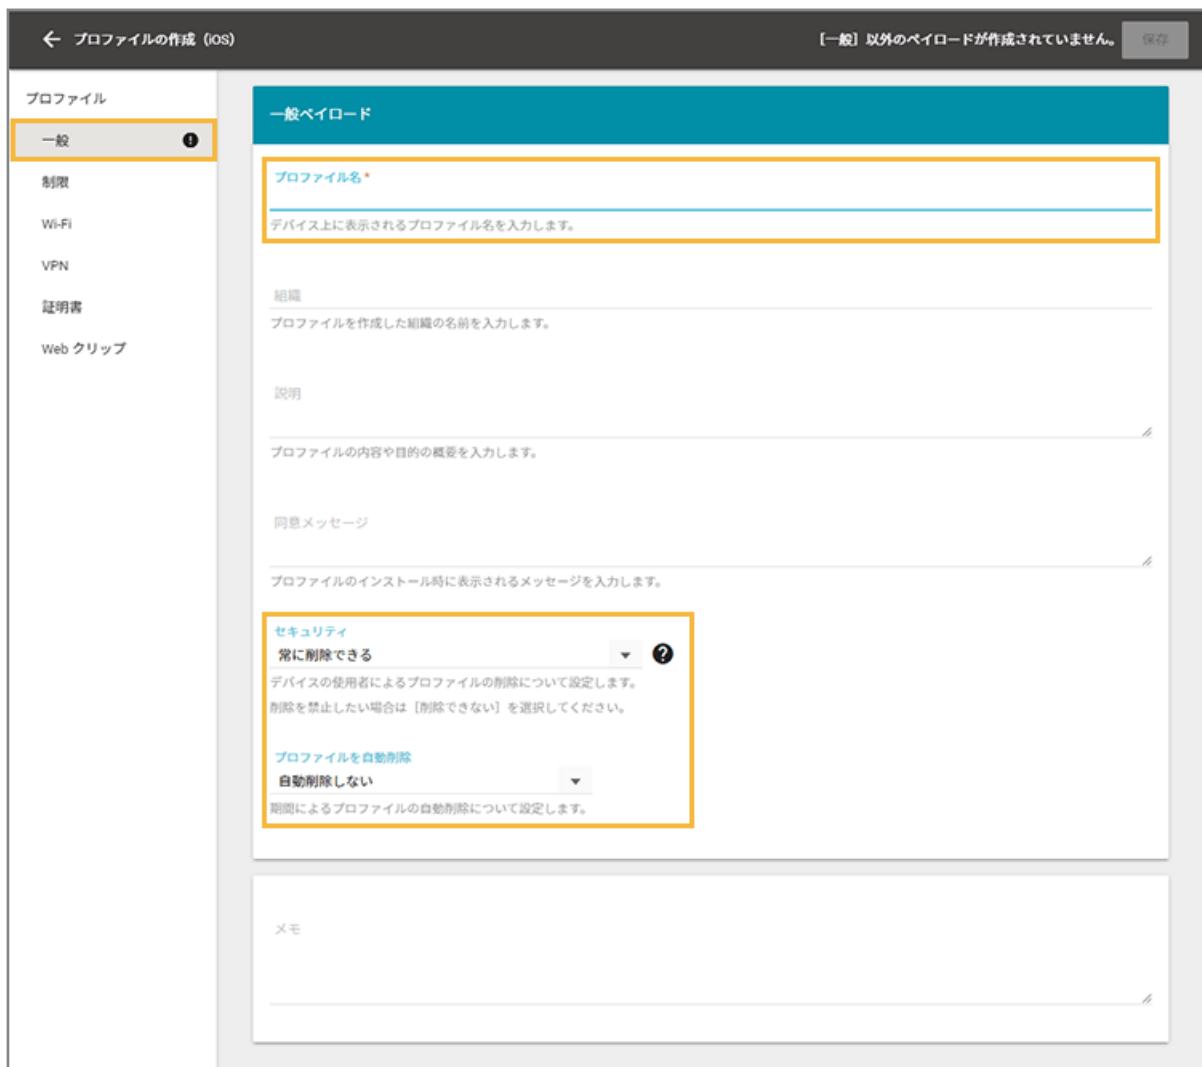 プロファイルの作成（iOS）
［一般］以外のペイロードが作成されていません。
保存
プロファイル
一般
制限
Wi-Fi
VPN
証明書
Web クリップ
一般ペイロード
プロファイル名*
デバイス上に表示されるプロファイル名を入力します。
組織
プロファイルを作成した組織の名前を入力します。
説明
プロファイルの内容や目的の概要を入力します。
同意メッセージ
プロファイルのインストール時に表示されるメッセージを入力します。
セキュリティ
常に削除できる
デバイスの使用者によるプロファイルの削除について設定します。
削除を禁止したい場合は［削除できない］を選択してください。
プロファイルを自動削除
自動削除しない
期間によるプロファイルの自動削除について設定します。
メモ